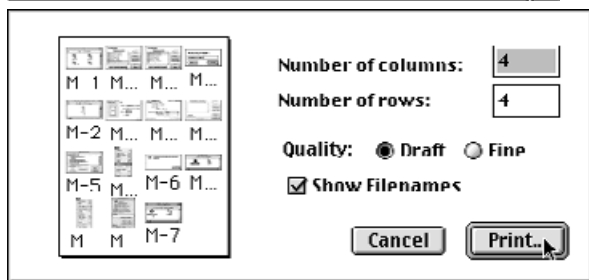 M 1 M... M... M...
M-2 M... M... M...
M-5 M... M-6 M...
M M M-7
Number of columns: 4
Number of rows: 4
Quality: Draft Fine
Show Filenames
Cancel Print...